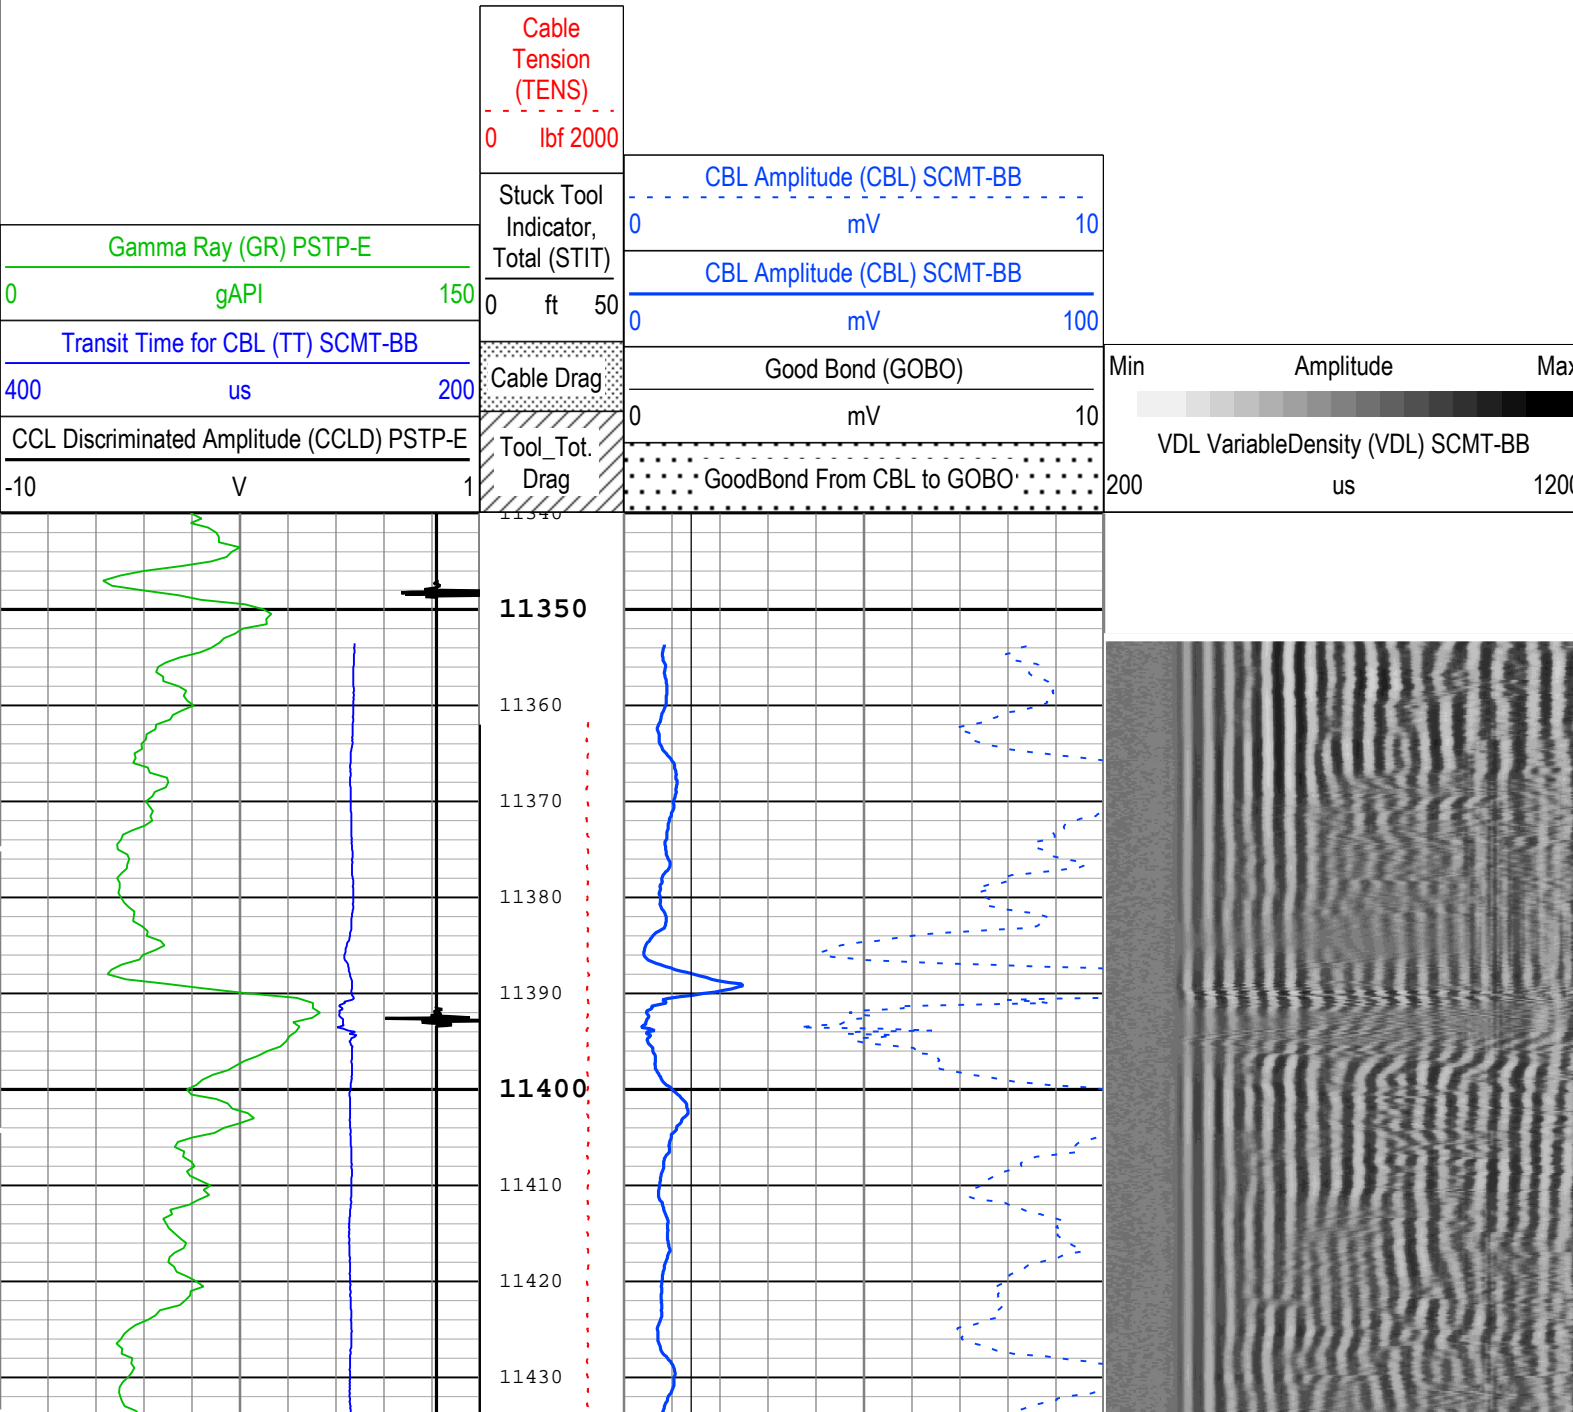 Cable
Tension
(TENS)
0 lbf 2000
Stuck Tool
Indicator,
Total (STIT)
0 ft 50
Cable Drag
Tool_Tot.
Drag
CBL Amplitude (CBL) SCMT-BB
0 mV 10
CBL Amplitude (CBL) SCMT-BB
0 mV 100
Good Bond (GOBO)
0 mV 10
GoodBond From CBL to GOBO
Gamma Ray (GR) PSTP-E
0 gAPI 150
Transit Time for CBL (TT) SCMT-BB
400 us 200
CCL Discriminated Amplitude (CCLD) PSTP-E
-10 V 1
Min Amplitude Max
VDL VariableDensity (VDL) SCMT-BB
200 us 1200
11340
11350
11360
11370
11380
11390
11400
11410
11420
11430